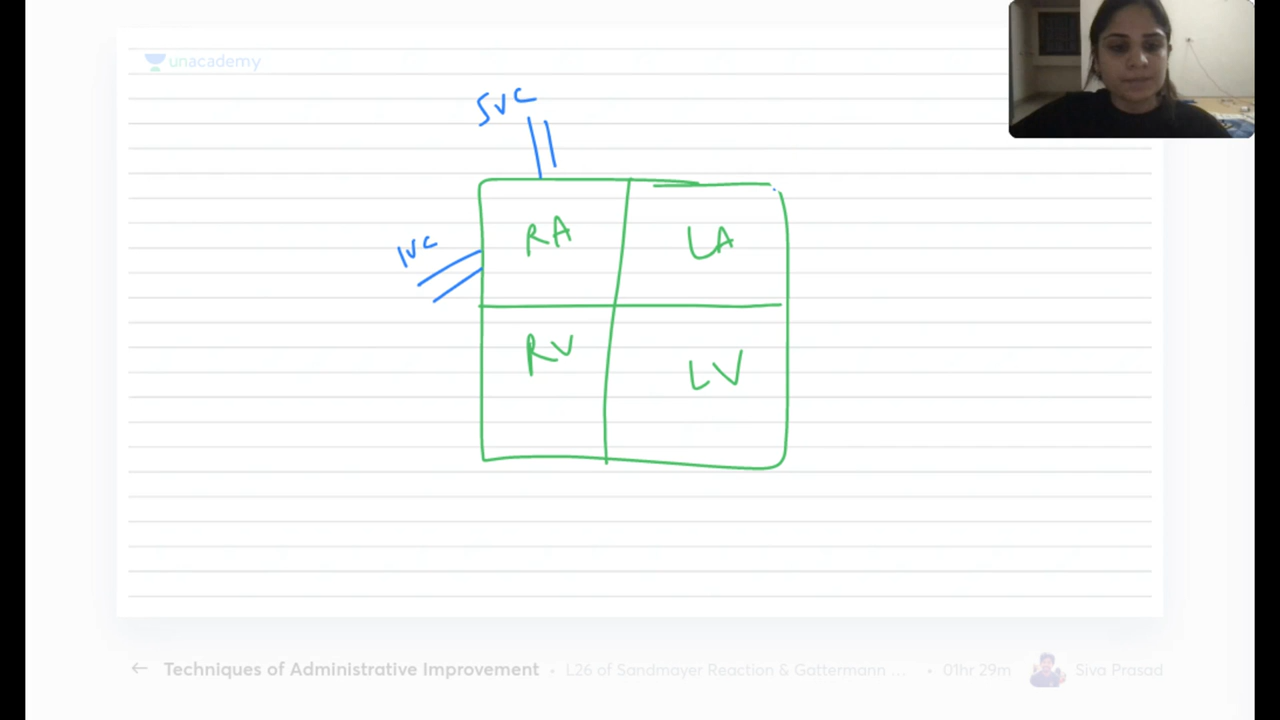 unacademy
SVC
RA
LA
IVC
RV
LV
Techniques of Administrative Improvement • L26 of Sandmayer Reaction & Gattermann ... • 01hr 29m Siva Prasad